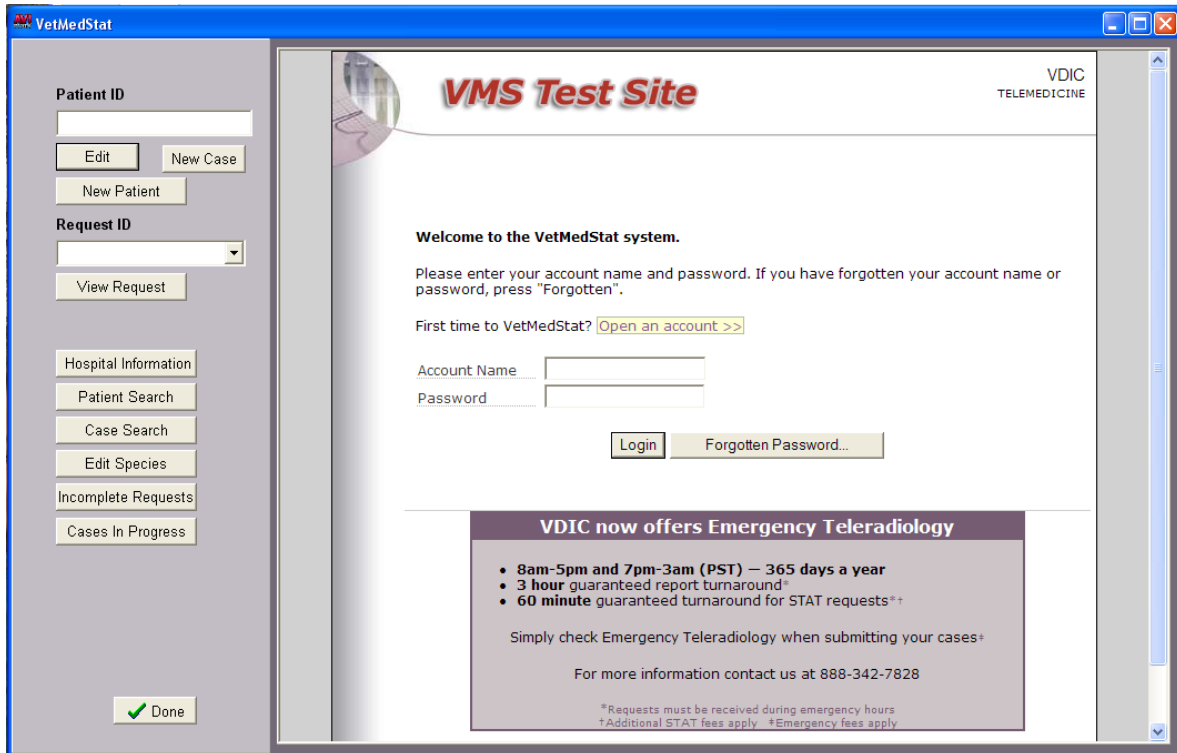 VetMedStat
Patient ID
Edit
New Case
New Patient
Request ID
View Request
Hospital Information
Patient Search
Case Search
Edit Species
Incomplete Requests
Cases In Progress
Done
VMS Test Site
VDIC
TELEMEDICINE
Welcome to the VetMedStat system.
Please enter your account name and password. If you have forgotten your account name or
password, press "Forgotten".
First time to VetMedStat? Open an account >>
Account Name
Password
Login
Forgotten Password...
VDIC now offers Emergency Teleradiology
• 8am-5pm and 7pm-3am (PST) — 365 days a year
• 3 hour guaranteed report turnaround*
• 60 minute guaranteed turnaround for STAT requests*†
Simply check Emergency Teleradiology when submitting your cases‡
For more information contact us at 888-342-7828
*Requests must be received during emergency hours
†Additional STAT fees apply ‡Emergency fees apply